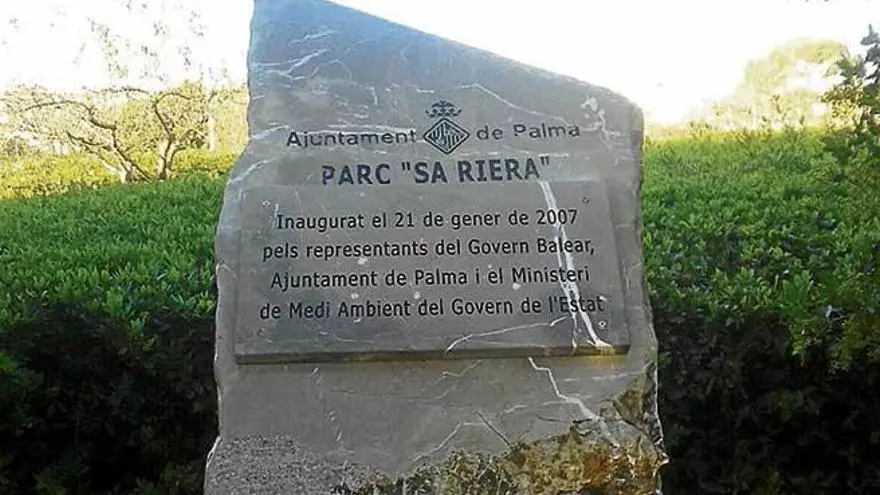 Ajuntament de Palma
PARC "SA RIERA"
Inaugurat el 21 de gener de 2007
pels representants del Govern Balear,
Ajuntament de Palma i el Ministeri
de Medi Ambient del Govern de l'Estat